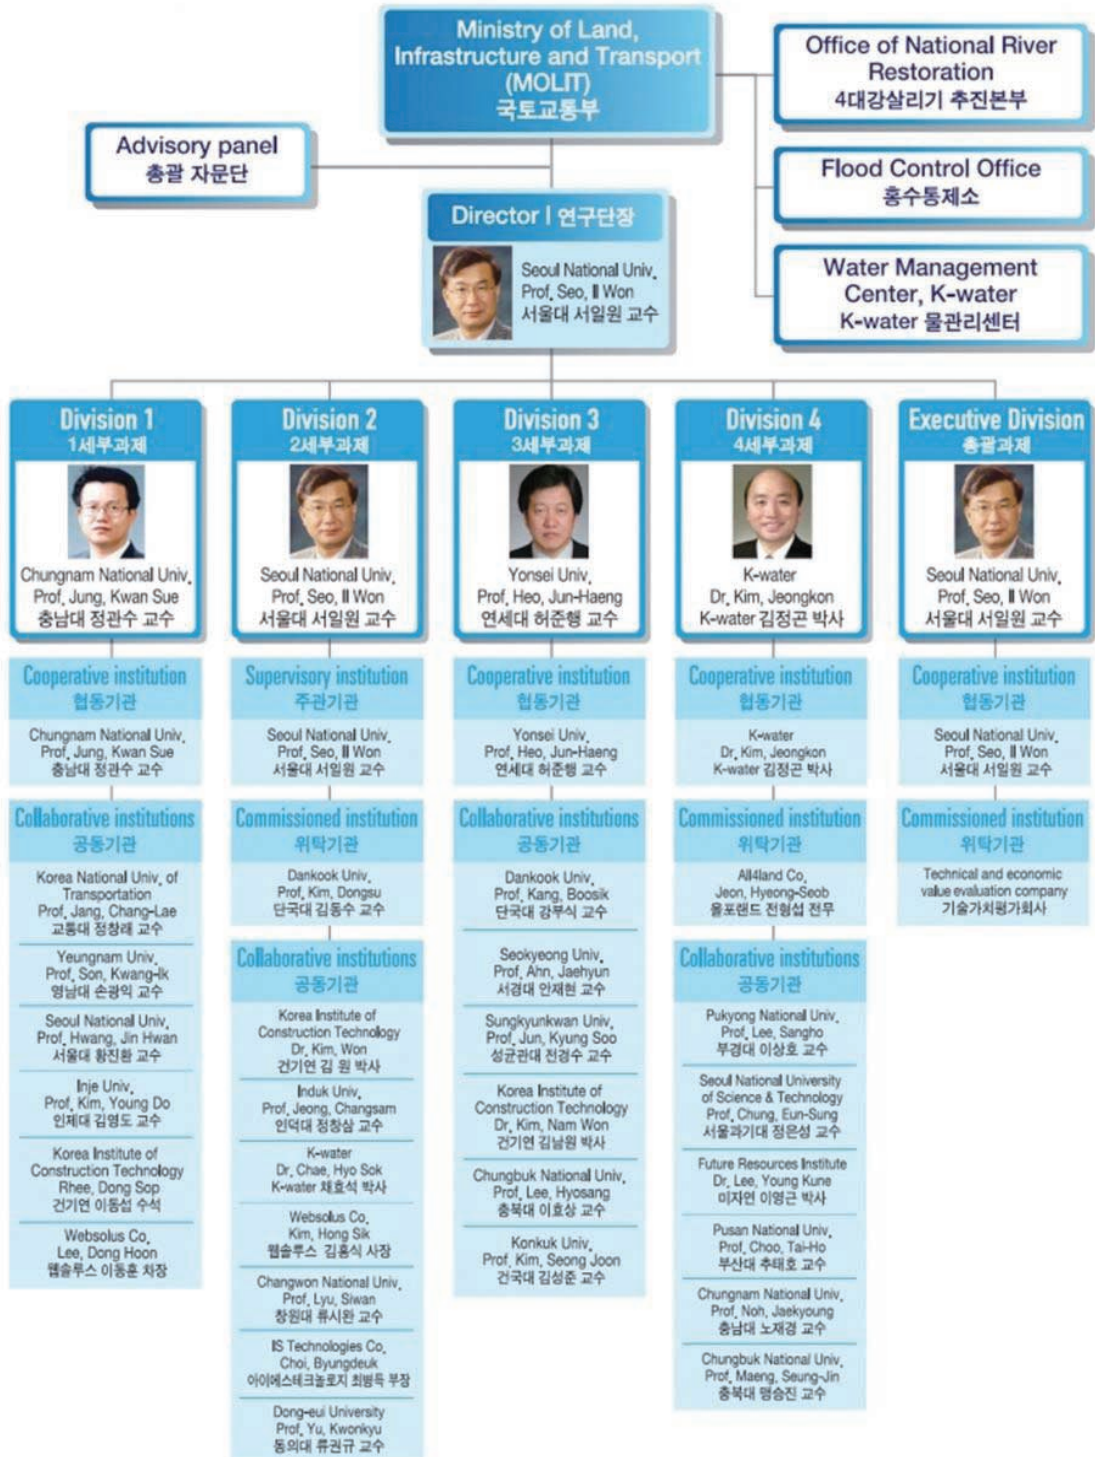 Ministry of Land,
Infrastructure and Transport
(MOLIT)
국토교통부
Office of National River
Restoration
4대강살리기 추진본부
Advisory panel
총괄 자문단
Flood Control Office
홍수통제소
Director | 연구단장
Seoul National Univ.
Prof. Seo, Il Won
서울대 서일원 교수
Water Management
Center, K-water
K-water 물관리센터
Division 1
1세부과제
Chungnam National Univ.
Prof. Jung, Kwan Sue
충남대 정관수 교수
Cooperative institution
협동기관
Chungnam National Univ.
Prof. Jung, Kwan Sue
충남대 정관수 교수
Collaborative institutions
공동기관
Korea National Univ. of
Transportation
Prof. Jang, Chang-Lae
교통대 정창래 교수
Yeungnam Univ.
Prof. Son, Kwang-Ik
영남대 손광익 교수
Seoul National Univ.
Prof. Hwang, Jin Hwan
서울대 황진환 교수
Inje Univ.
Prof. Kim, Young Do
인제대 김영도 교수
Korea Institute of
Construction Technology
Rhee, Dong Sop
건기연 이동섭 수석
Websolus Co.
Lee, Dong Hoon
웹솔루스 이동훈 차장
Division 2
2세부과제
Seoul National Univ.
Prof. Seo, Il Won
서울대 서일원 교수
Supervisory institution
주관기관
Seoul National Univ.
Prof. Seo, Il Won
서울대 서일원 교수
Commissioned institution
위탁기관
Dankook Univ.
Prof. Kim, Dongsu
단국대 김동수 교수
Collaborative institutions
공동기관
Korea Institute of
Construction Technology
Dr. Kim, Won
건기연 김 원 박사
Induk Univ.
Prof. Jeong, Changsam
인덕대 정창삼 교수
K-water
Dr. Chae, Hyo Sok
K-water 채효석 박사
Websolus Co.
Kim, Hong Sik
웹솔루스 김홍식 사장
Changwon National Univ.
Prof. Lyu, Siwan
창원대 류시완 교수
IS Technologies Co.
Choi, Byungdeuk
아이에스테크놀로지 최병득 부장
Dong-eui University
Prof. Yu, Kwonkyu
동의대 류권규 교수
Division 3
3세부과제
Yonsei Univ.
Prof. Heo, Jun-Haeng
연세대 허준행 교수
Cooperative institution
협동기관
Yonsei Univ.
Prof. Heo, Jun-Haeng
연세대 허준행 교수
Collaborative institutions
공동기관
Dankook Univ.
Prof. Kang, Boosik
단국대 강부식 교수
Seokyeong Univ.
Prof. Ahn, Jaehyun
서경대 안재현 교수
Sungkyunkwan Univ.
Prof. Jun, Kyung Soo
성균관대 전경수 교수
Korea Institute of
Construction Technology
Dr. Kim, Nam Won
건기연 김남원 박사
Chungbuk National Univ.
Prof. Lee, Hyosang
충북대 이효상 교수
Konkuk Univ.
Prof. Kim, Seong Joon
건국대 김성준 교수
Division 4
4세부과제
K-water
Dr. Kim, Jeongkon
K-water 김정곤 박사
Cooperative institution
협동기관
K-water
Dr. Kim, Jeongkon
K-water 김정곤 박사
Commissioned institution
위탁기관
All4land Co.
Jeon, Hyeong-Seob
올포랜드 전형섭 전무
Collaborative institutions
공동기관
Pukyong National Univ.
Prof. Lee, Sangho
부경대 이상호 교수
Seoul National University
of Science & Technology
Prof. Chung, Eun-Sung
서울과기대 정은성 교수
Future Resources Institute
Dr. Lee, Young Kune
미자연 이영근 박사
Pusan National Univ.
Prof. Choo, Tai-Ho
부산대 추태호 교수
Chungnam National Univ.
Prof. Noh, Jaekyoung
충남대 노재경 교수
Chungbuk National Univ.
Prof. Maeng, Seung-Jin
충북대 맹승진 교수
Executive Division
총괄과제
Seoul National Univ.
Prof. Seo, Il Won
서울대 서일원 교수
Cooperative institution
협동기관
Seoul National Univ.
Prof. Seo, Il Won
서울대 서일원 교수
Commissioned institution
위탁기관
Technical and economic
value evaluation company
기술가치평가회사